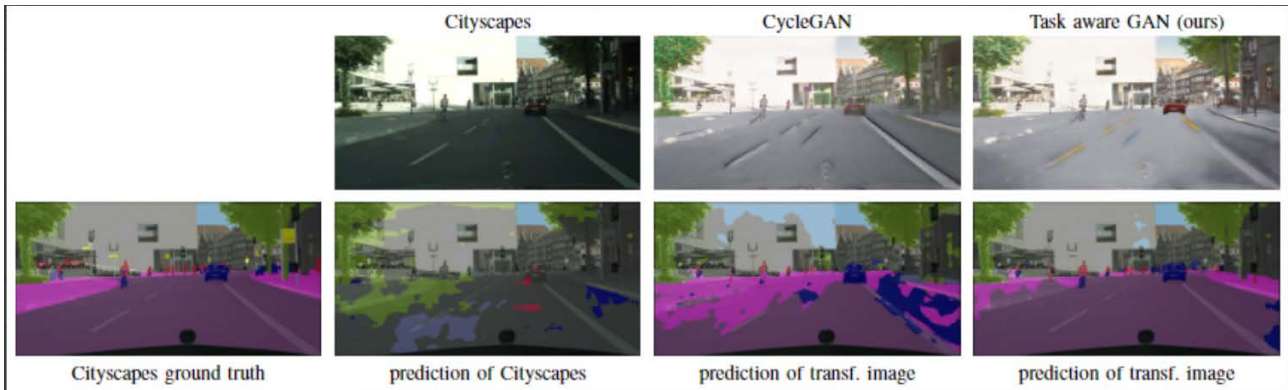 Cityscapes
CycleGAN
Task aware GAN (ours)
Cityscapes ground truth
prediction of Cityscapes
prediction of transf. image
prediction of transf. image